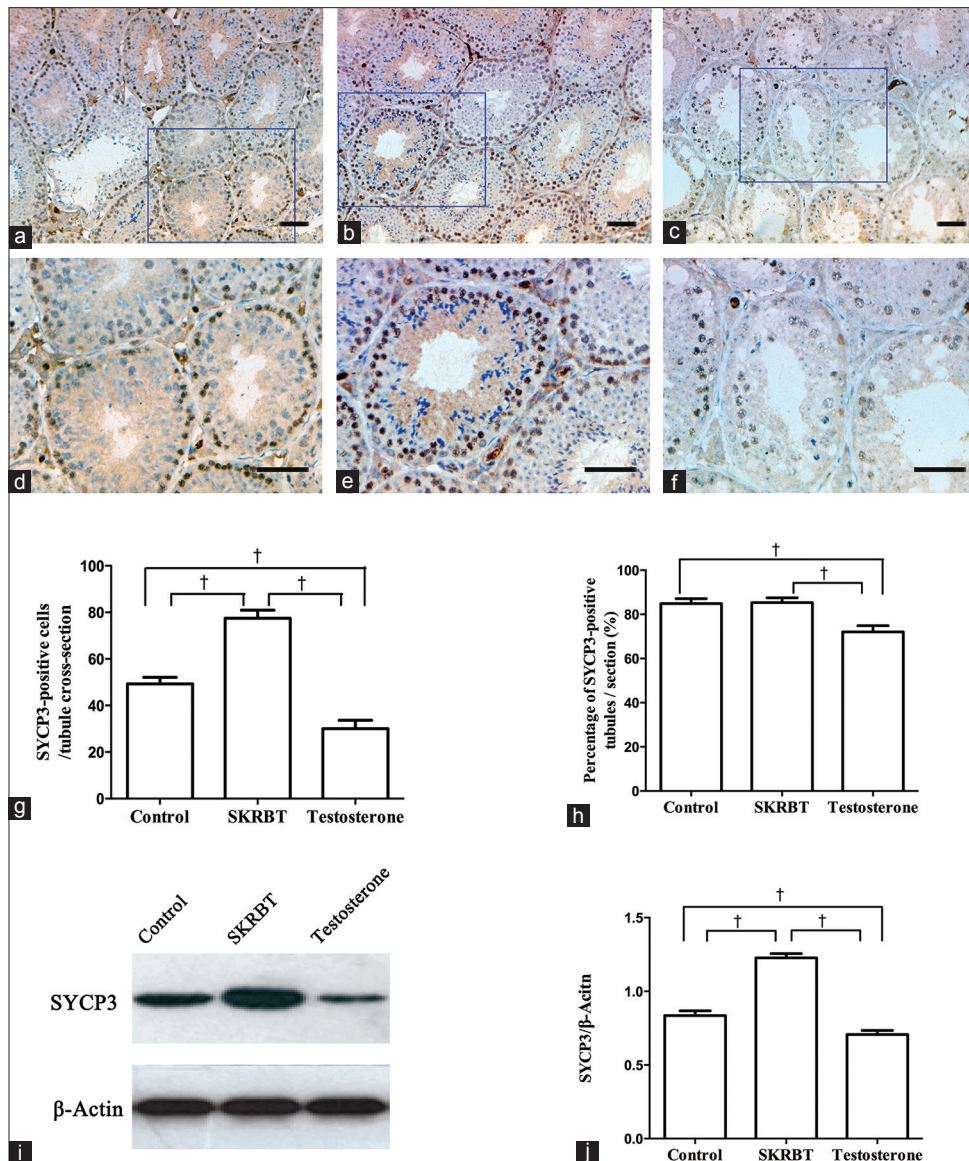 a
b
c
d
e
f
†
†
†
100
80
60
40
20
0
SYCP3-positive cells
/tubule cross-section
Control
SKRBT
Testosterone
g
†
†
100
80
60
40
20
0
Percentage of SYCP3-positive
tubules / section (%)
Control
SKRBT
Testosterone
h
Control
SKRBT
Testosterone
SYCP3
β-Actin
i
†
†
†
1.5
1.0
0.5
0.0
SYCP3/β-Acitn
Control
SKRBT
Testosterone
j